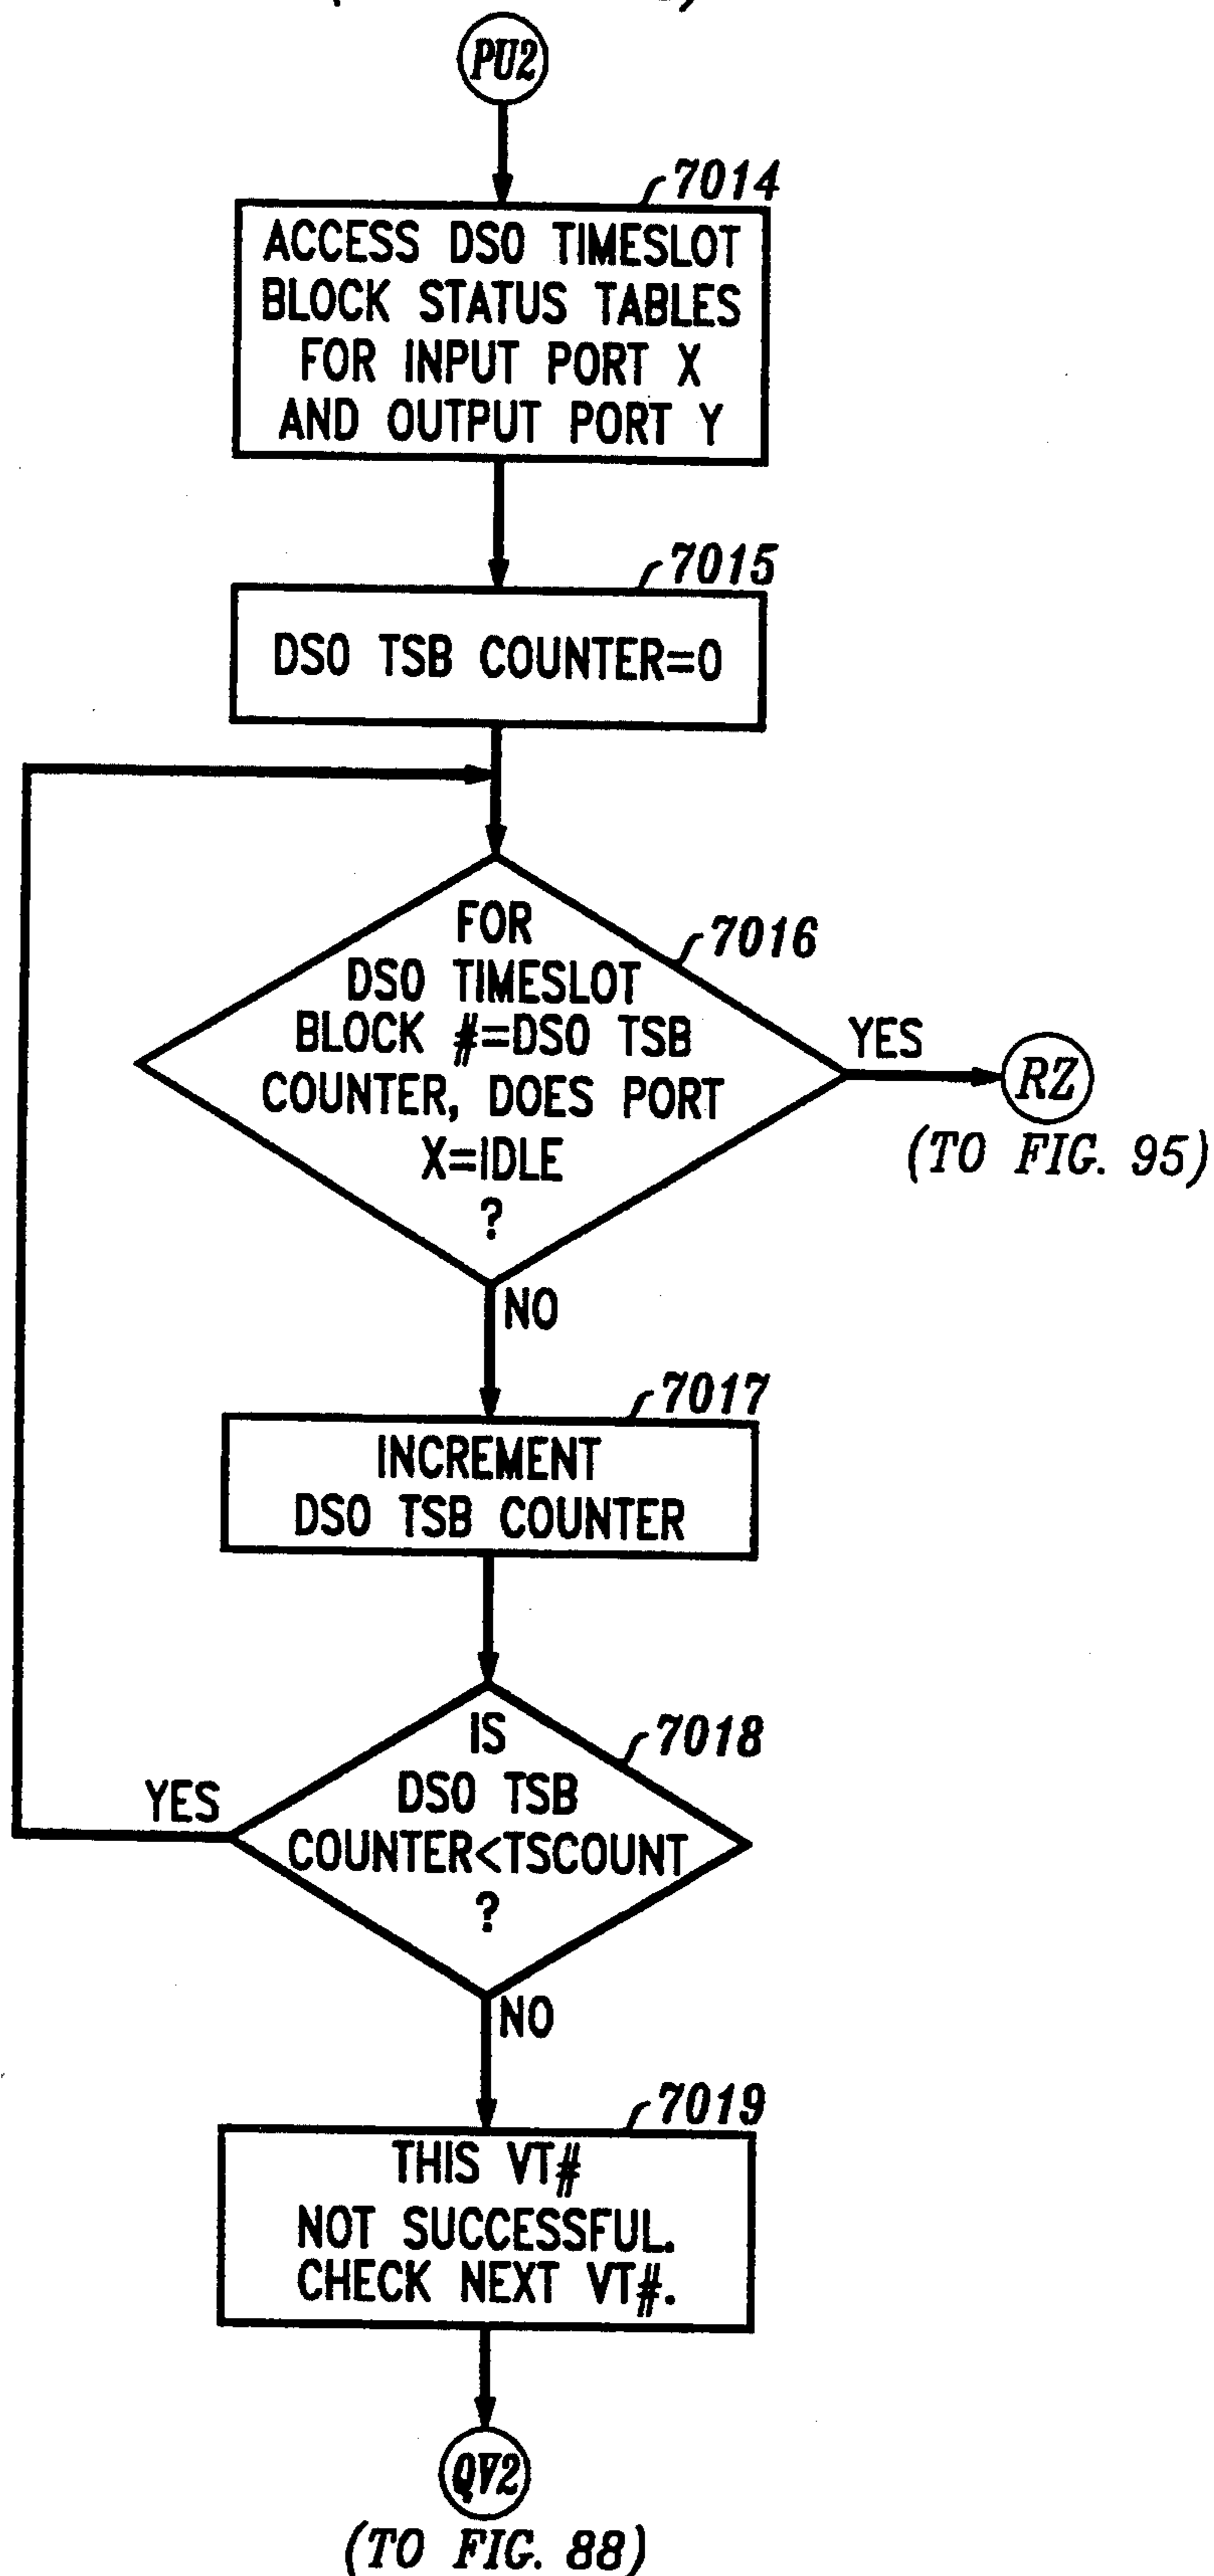 PU2
7014
ACCESS DS0 TIMESLOT
BLOCK STATUS TABLES
FOR INPUT PORT X
AND OUTPUT PORT Y
7015
DS0 TSB COUNTER=0
FOR
DS0 TIMESLOT
BLOCK #=DS0 TSB
COUNTER, DOES PORT
X=IDLE
?
7016
YES
RZ
(TO FIG. 95)
NO
7017
INCREMENT
DS0 TSB COUNTER
IS
DS0 TSB
COUNTER<TSCOUNT
?
7018
YES
NO
7019
THIS VT#
NOT SUCCESSFUL.
CHECK NEXT VT#.
QV2
(TO FIG. 88)